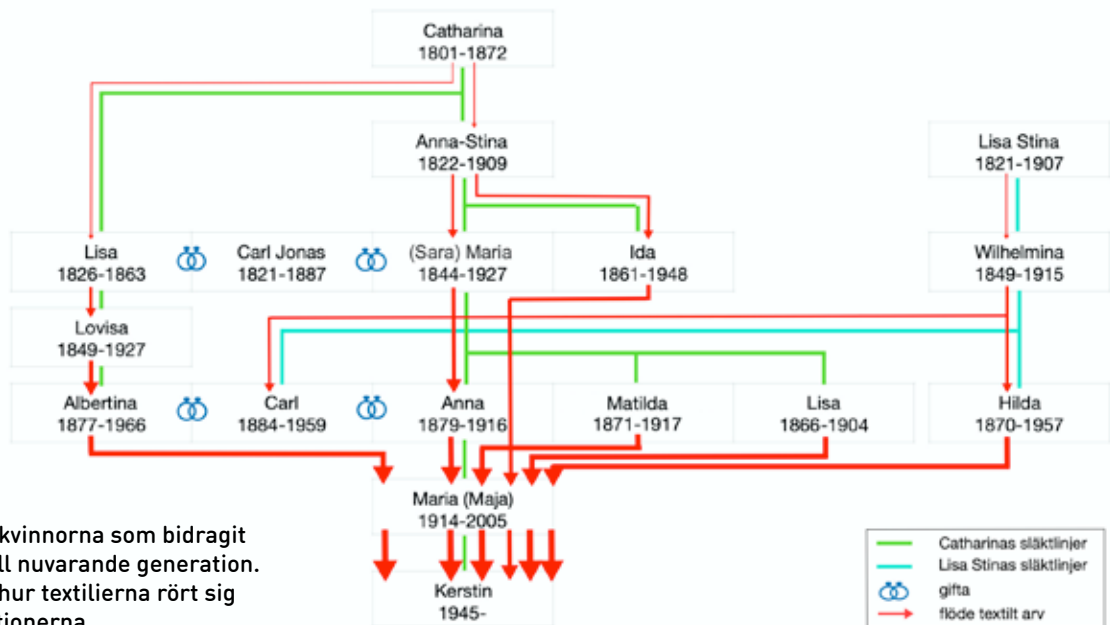 Catharina
1801-1872
Anna-Stina
1822-1909
Lisa Stina
1821-1907
Lisa
1826-1863
Carl Jonas
1821-1887
(Sara) Maria
1844-1927
Ida
1861-1948
Wilhelmina
1849-1915
Lovisa
1849-1927
Albertina
1877-1966
Carl
1884-1959
Anna
1879-1916
Matilda
1871-1917
Lisa
1866-1904
Hilda
1870-1957
Maria (Maja)
1914-2005
Kerstin
1945-
kvinnorna som bidragit
ll nuvarande generation.
hur textilierna rört sig
tionerna
Catharinas släktlinjer
Lisa Stinas släktlinjer
gifta
flöde textilt arv